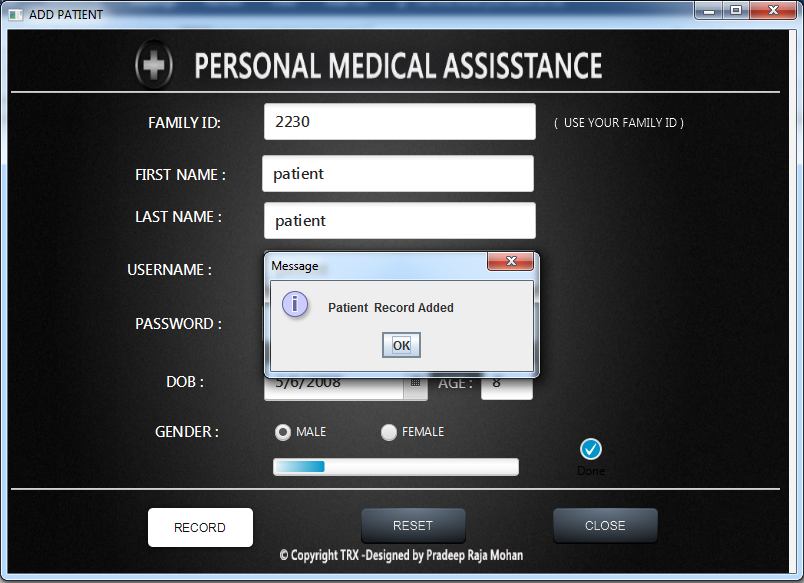 ADD PATIENT
PERSONAL MEDICAL ASSISSTANCE
FAMILY ID: 2230 ( USE YOUR FAMILY ID )
FIRST NAME : patient
LAST NAME : patient
USERNAME :
Message
Patient Record Added
OK
PASSWORD :
DOB : 5/6/2008 AGE : 8
GENDER : MALE FEMALE
Done
RECORD RESET CLOSE
© Copyright TRX -Designed by Pradeep Raja Mohan